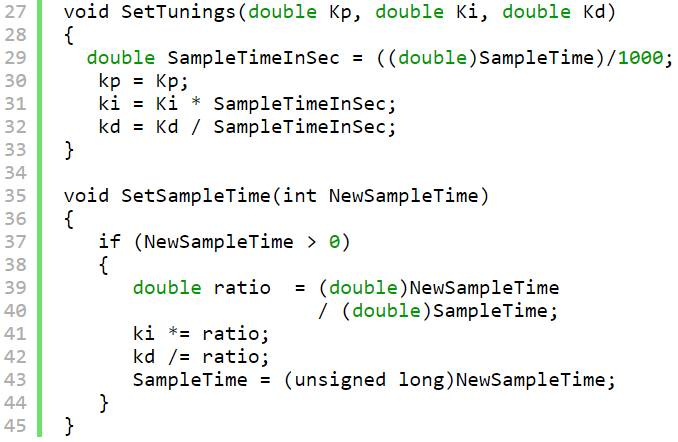 27 void SetTunings(double Kp, double Ki, double Kd)
28 {
29   double SampleTimeInSec = ((double)SampleTime)/1000;
30    kp = Kp;
31    ki = Ki * SampleTimeInSec;
32    kd = Kd / SampleTimeInSec;
33 }
34
35 void SetSampleTime(int NewSampleTime)
36 {
37    if (NewSampleTime > 0)
38    {
39       double ratio  = (double)NewSampleTime
40                       / (double)SampleTime;
41       ki *= ratio;
42       kd /= ratio;
43       SampleTime = (unsigned long)NewSampleTime;
44    }
45 }